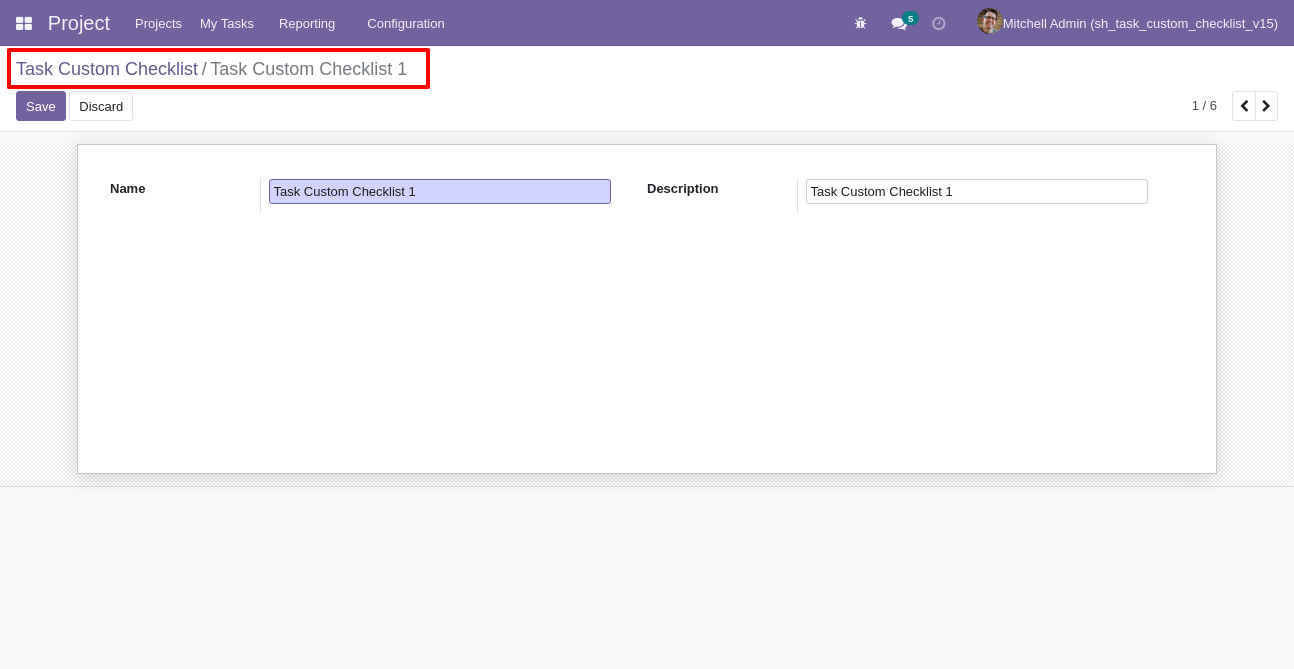 Project Projects My Tasks Reporting Configuration 5 Mitchell Admin (sh_task_custom_checklist_v15)
Task Custom Checklist / Task Custom Checklist 1
Save Discard 1 / 6
Name Task Custom Checklist 1 Description Task Custom Checklist 1